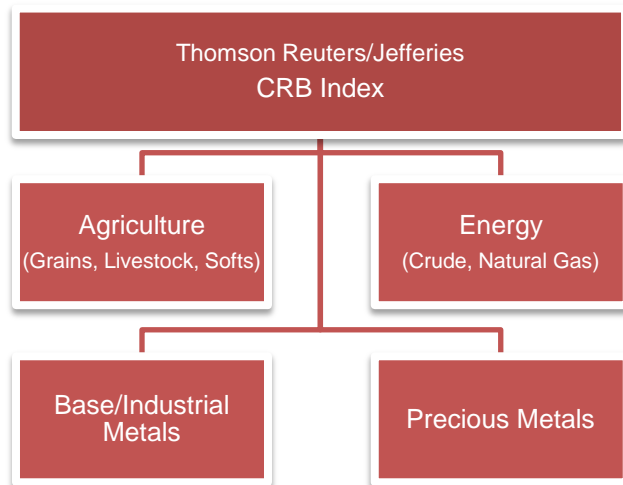 Thomson Reuters/Jefferies
CRB Index
Agriculture
(Grains, Livestock, Softs)
Energy
(Crude, Natural Gas)
Base/Industrial
Metals
Precious Metals